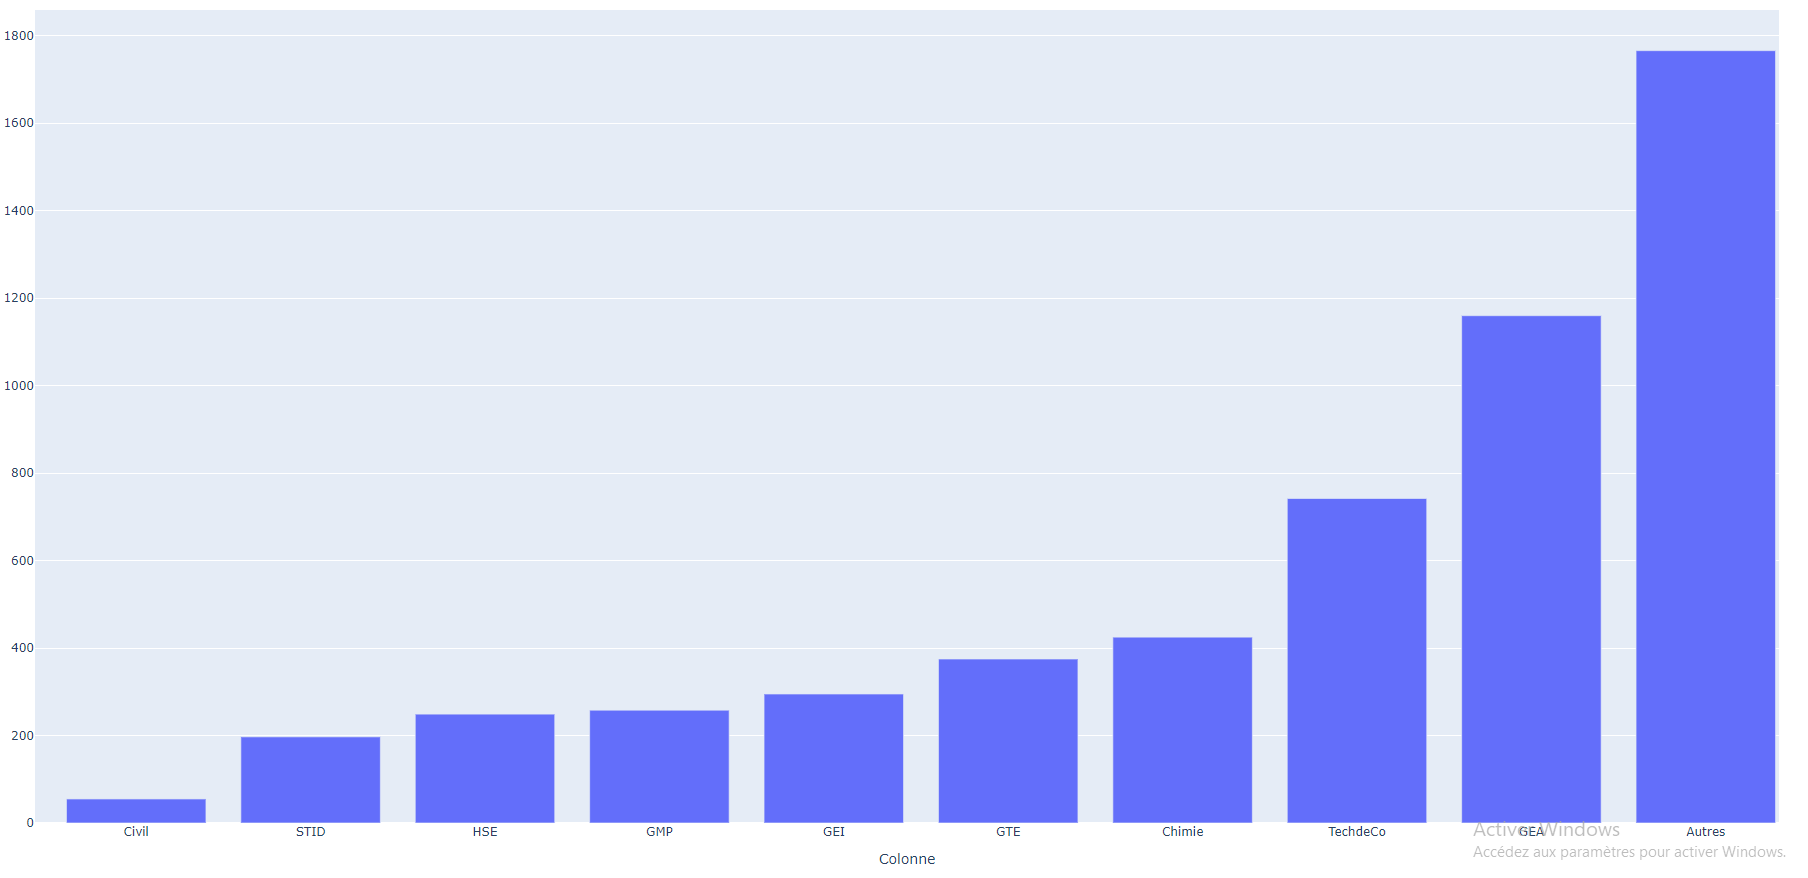 1800
1600
1400
1200
1000
800
600
400
200
0
Civil STID HSE GMP GEI GTE Chimie TechdeCo GEA Autres
Colonne
Activer Windows
Accédez aux paramètres pour activer Windows.